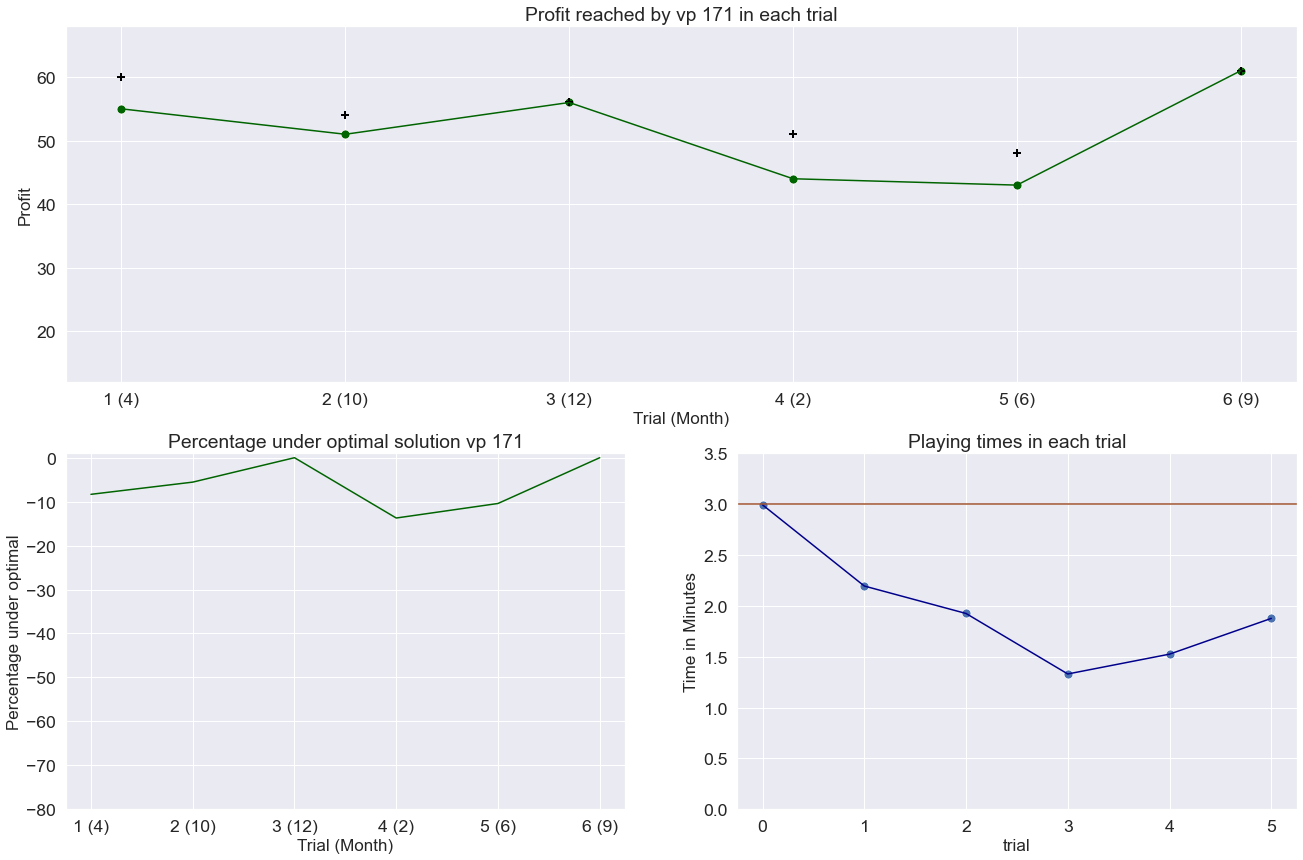 Profit reached by vp 171 in each trial
Profit
60
50
40
30
20
1 (4) 2 (10) 3 (12) 4 (2) 5 (6) 6 (9)
Trial (Month)
Percentage under optimal solution vp 171
Percentage under optimal
0
−10
−20
−30
−40
−50
−60
−70
−80
1 (4) 2 (10) 3 (12) 4 (2) 5 (6) 6 (9)
Trial (Month)
Playing times in each trial
Time in Minutes
3.5
3.0
2.5
2.0
1.5
1.0
0.5
0.0
0 1 2 3 4 5
trial